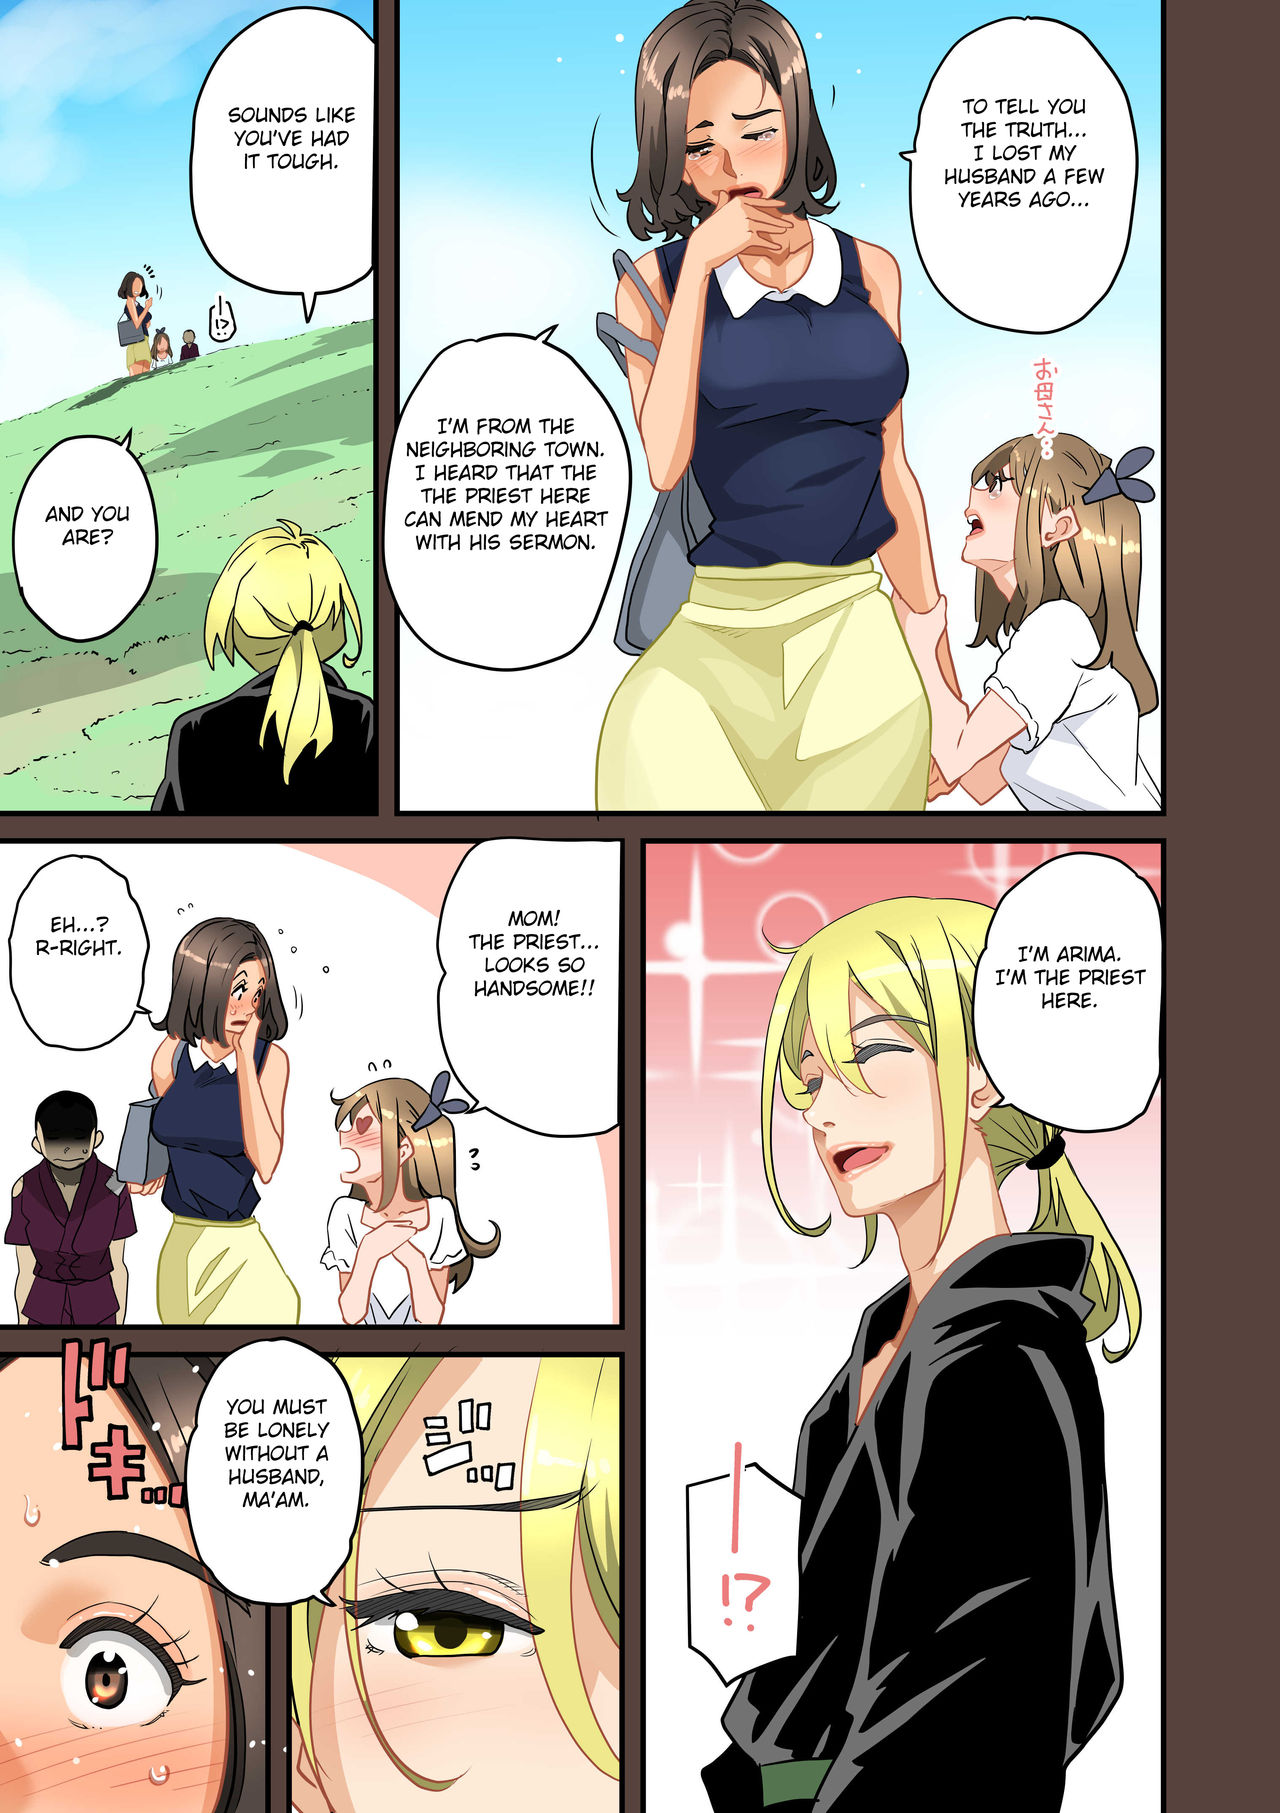 TO TELL YOU
THE TRUTH...
I LOST MY
HUSBAND A FEW
YEARS AGO...
お母さん。。
I'M FROM THE
NEIGHBORING TOWN.
I HEARD THAT THE
THE PRIEST HERE
CAN MEND MY HEART
WITH HIS SERMON.
SOUNDS LIKE
YOU'VE HAD
IT TOUGH.
ー!?
AND YOU
ARE?
I'M ARIMA.
I'M THE PRIEST
HERE.
ー!?
MOM!
THE PRIEST...
LOOKS SO
HANDSOME!!
EH...?
R-RIGHT.
YOU MUST
BE LONELY
WITHOUT A
HUSBAND,
MA'AM.
ジ...
ドキ...